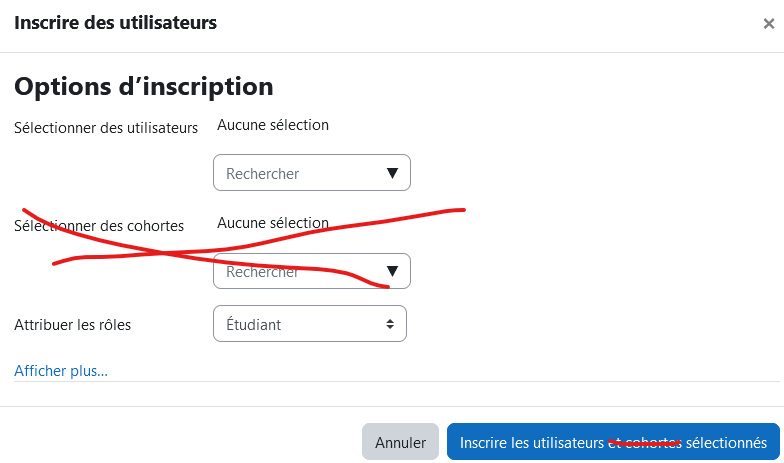 Inscrire des utilisateurs ×
Options d’inscription
Sélectionner des utilisateurs Aucune sélection
Rechercher ▼
Sélectionner des cohortes Aucune sélection
Rechercher ▼
Attribuer les rôles Étudiant
Afficher plus...
Annuler Inscrire les utilisateurs et cohortes sélectionnés